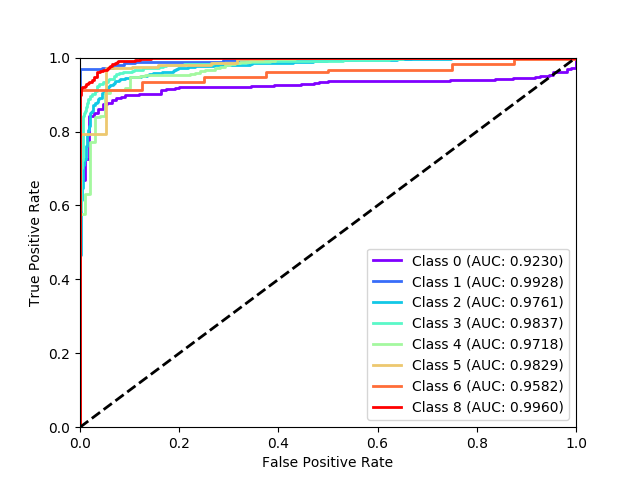 1.0
0.8
0.6
0.4
0.2
0.0
True Positive Rate
Class 0 (AUC: 0.9230)
Class 1 (AUC: 0.9928)
Class 2 (AUC: 0.9761)
Class 3 (AUC: 0.9837)
Class 4 (AUC: 0.9718)
Class 5 (AUC: 0.9829)
Class 6 (AUC: 0.9582)
Class 8 (AUC: 0.9960)
0.0 0.2 0.4 0.6 0.8 1.0
False Positive Rate